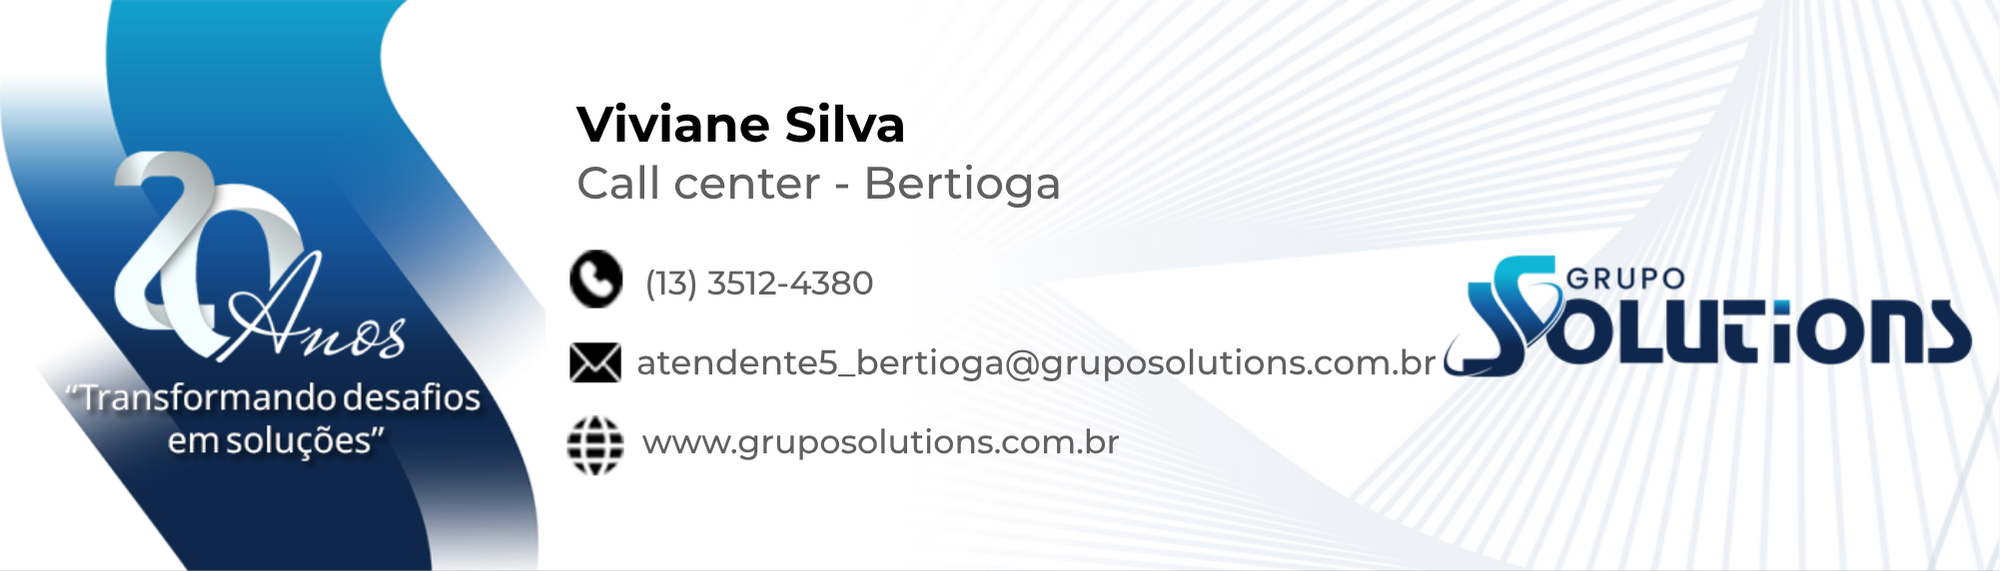 20
Anos
“Transformando desafios
em soluções”
Viviane Silva
Call center - Bertioga
(13) 3512-4380
atendente5_bertioga@gruposolutions.com.br
www.gruposolutions.com.br
GRUPO
SOLUTIONS